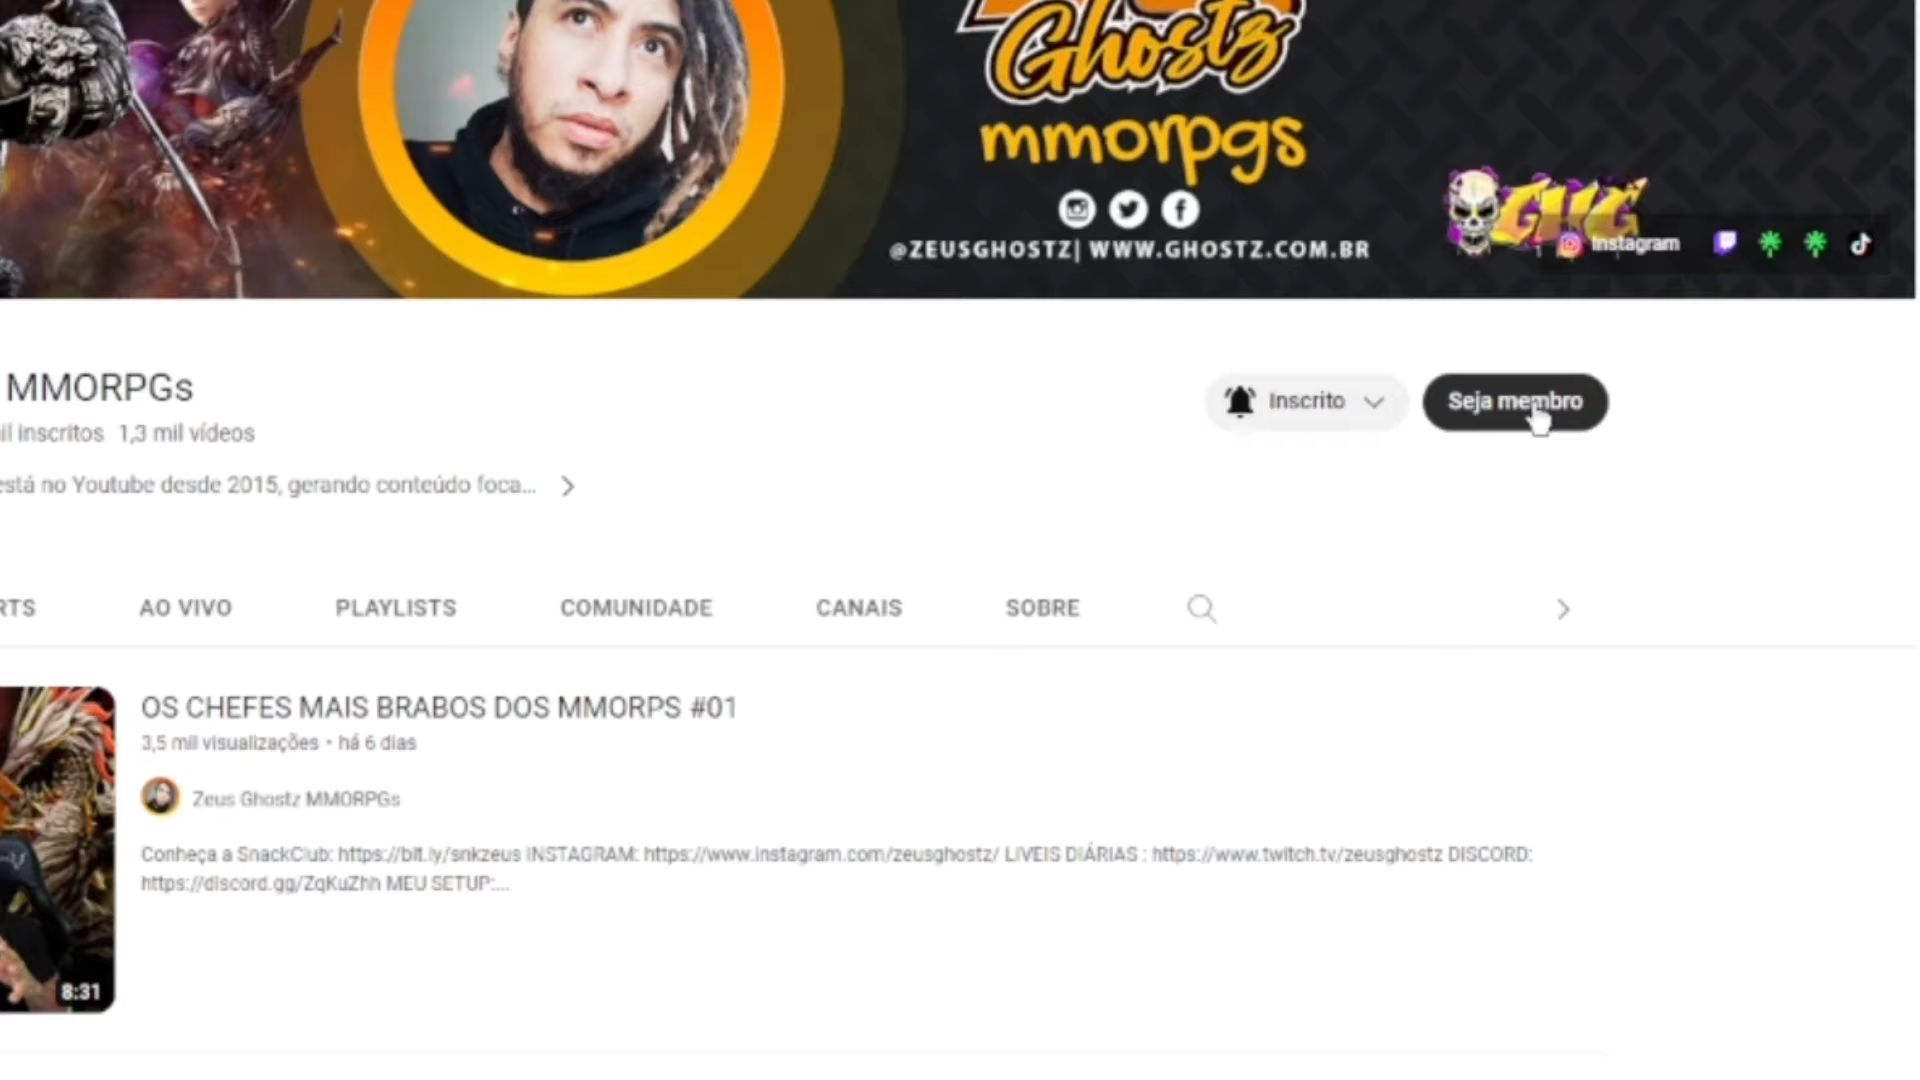 Ghostz
mmorpgs
@ZEUSGHOSTZ| WWW.GHOSTZ.COM.BR
GHG
Instagram
MMORPGs
Inscrito
Seja membro
inscritos 1,3 mil vídeos
está no Youtube desde 2015, gerando conteúdo foca...
RTS
AO VIVO
PLAYLISTS
COMUNIDADE
CANAIS
SOBRE
OS CHEFES MAIS BRABOS DOS MMORPS #01
3,5 mil visualizações • há 6 dias
Zeus Ghostz MMORPGs
Conheça a SnackClub: https://bit.ly/snkzeus INSTAGRAM: https://www.instagram.com/zeusghostz/ LIVEIS DIÁRIAS : https://www.twitch.tv/zeusghostz DISCORD:
https://discord.gg/ZqKuZhh MEU SETUP:...
8:31